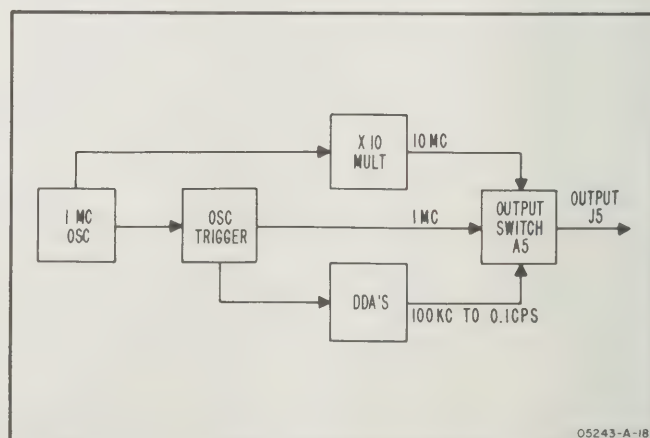 X 10
MULT
10 MC
1 MC
OSC
OSC
TRIGGER
1 MC
OUTPUT
SWITCH
A5
OUTPUT
J5
DDA'S
100KC TO 0.1CPS
05243-A-18